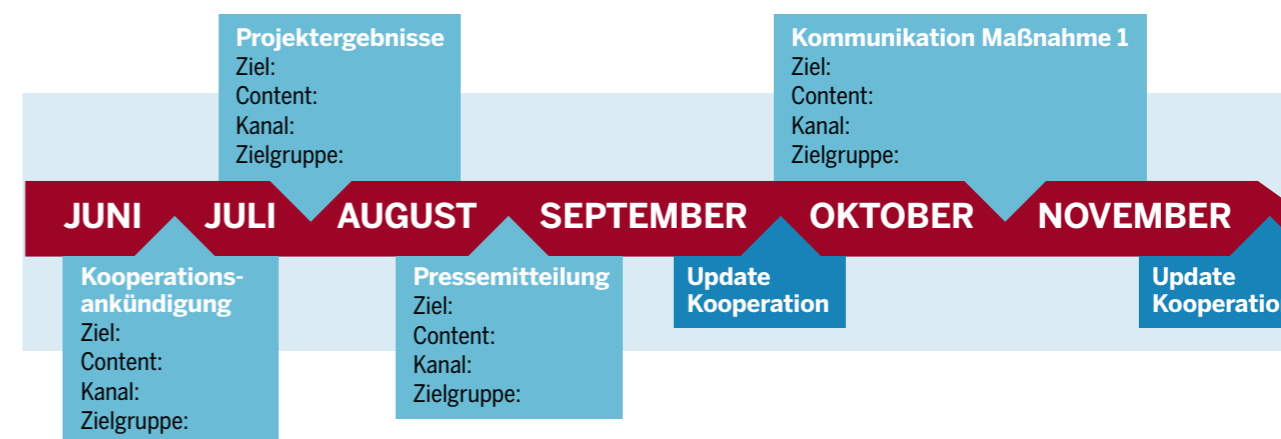 Projektergebnisse
Ziel:
Content:
Kanal:
Zielgruppe:
Kommunikation Maßnahme 1
Ziel:
Content:
Kanal:
Zielgruppe:
JUNI JULI AUGUST SEPTEMBER OKTOBER NOVEMBER
Kooperations-
ankündigung
Ziel:
Content:
Kanal:
Zielgruppe:
Pressemitteilung
Ziel:
Content:
Kanal:
Zielgruppe:
Update
Kooperation
Update
Kooperatio